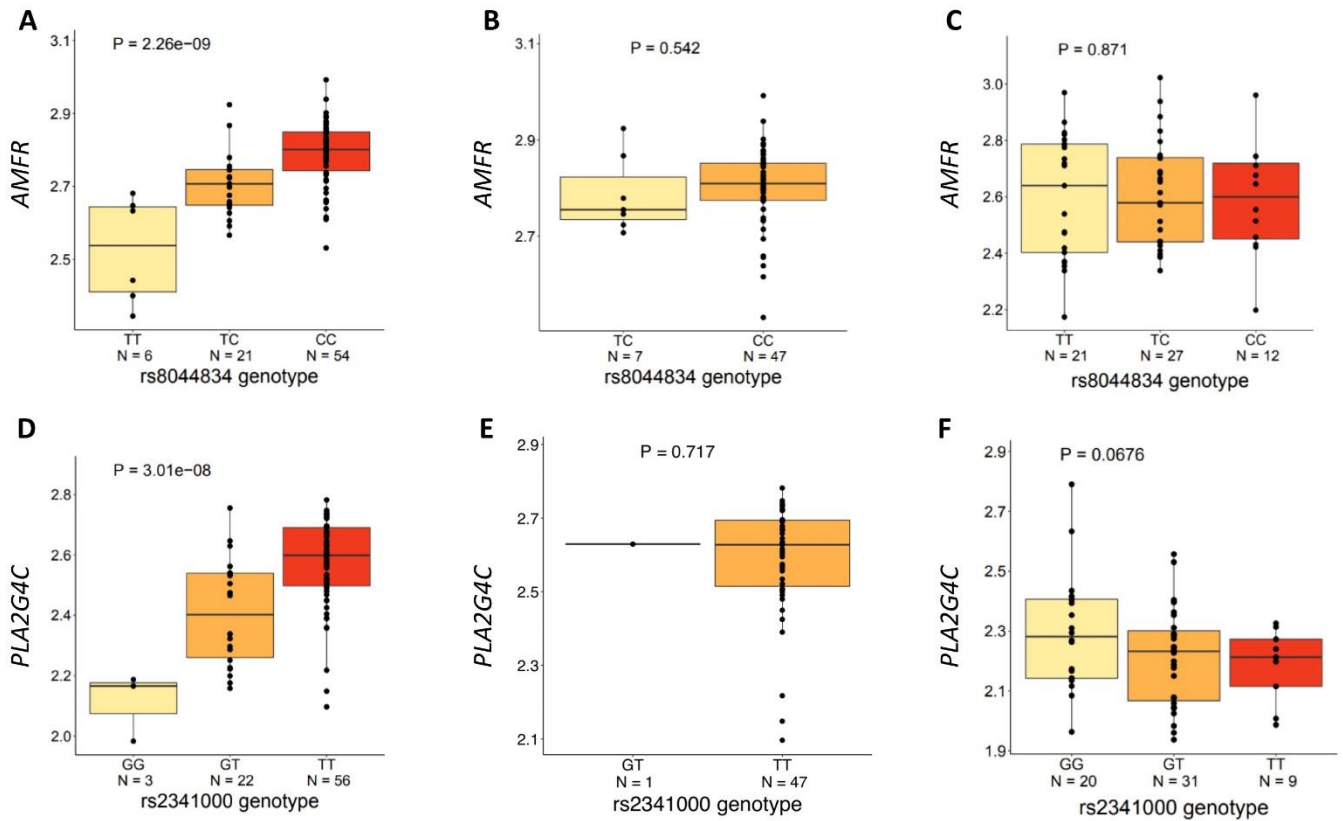 A
P = 2.26e−09
AMFR
3.1
2.9
2.7
2.5
TT
TC
CC
N = 6
N = 21
N = 54
rs8044834 genotype
B
P = 0.542
AMFR
3.1
2.9
2.7
TC
CC
N = 7
N = 47
rs8044834 genotype
C
P = 0.871
AMFR
3.0
2.8
2.6
2.4
2.2
TT
TC
CC
N = 21
N = 27
N = 12
rs8044834 genotype
D
P = 3.01e−08
PLA2G4C
2.8
2.6
2.4
2.2
2.0
GG
GT
TT
N = 3
N = 22
N = 56
rs2341000 genotype
E
P = 0.717
PLA2G4C
2.9
2.7
2.5
2.3
2.1
GT
TT
N = 1
N = 47
rs2341000 genotype
F
P = 0.0676
PLA2G4C
2.9
2.7
2.5
2.3
2.1
1.9
GG
GT
TT
N = 20
N = 31
N = 9
rs2341000 genotype